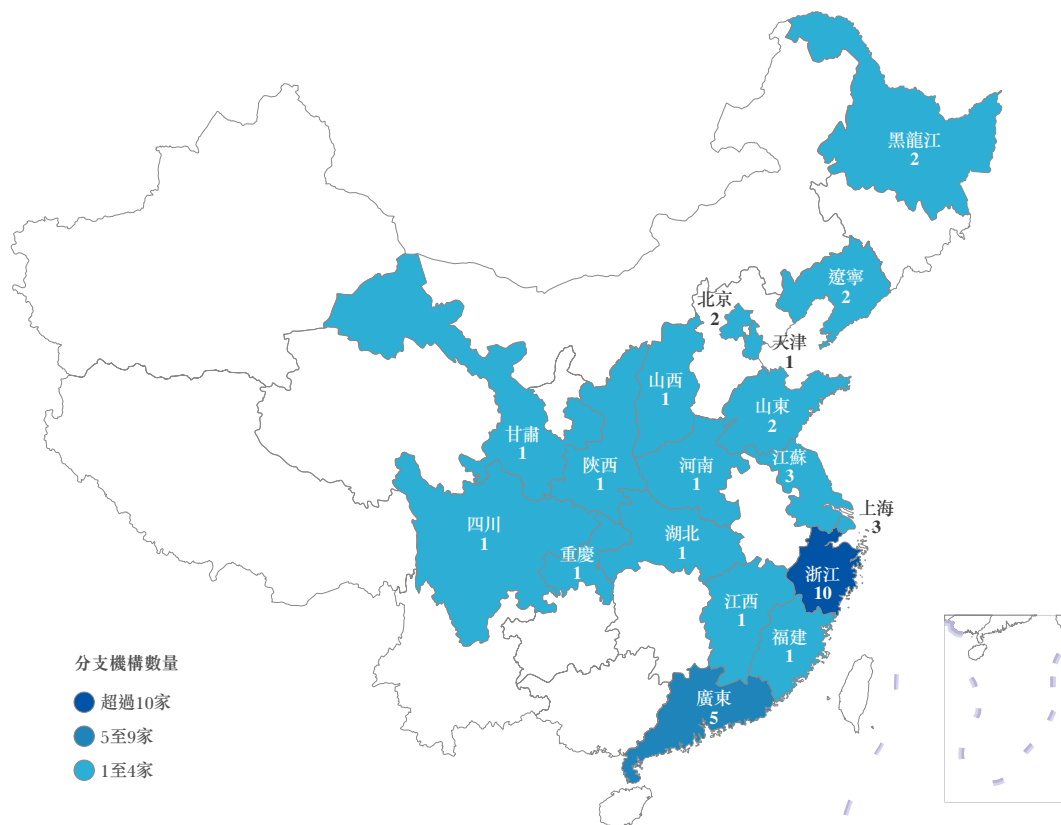 黑龍江
2
遼寧
2
北京
2
天津
1
山西
1
山東
2
甘肅
1
陝西
1
河南
1
江蘇
3
上海
3
四川
1
重慶
1
湖北
1
浙江
10
江西
1
福建
1
廣東
5
分支機構數量
超過10家
5至9家
1至4家